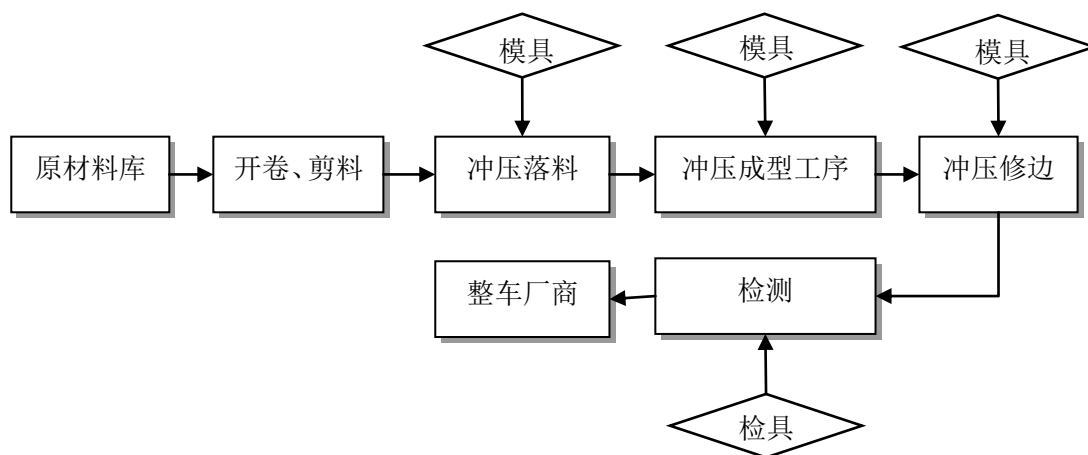 模具
模具
模具
原材料库
开卷、剪料
冲压落料
冲压成型工序
冲压修边
整车厂商
检测
检具